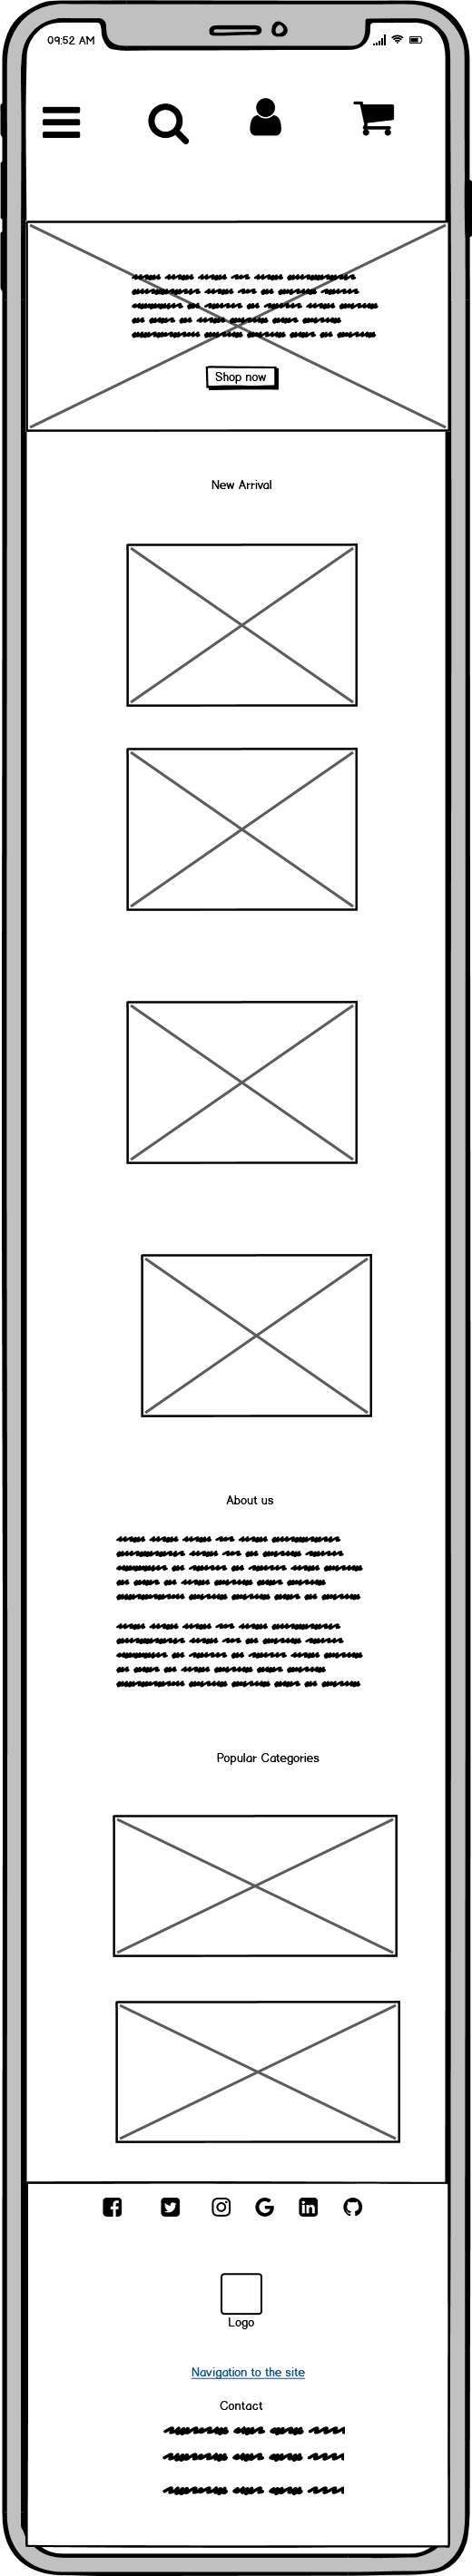 09:52 AM
Shop now
New Arrival
About us
Popular Categories
Logo
Navigation to the site
Contact